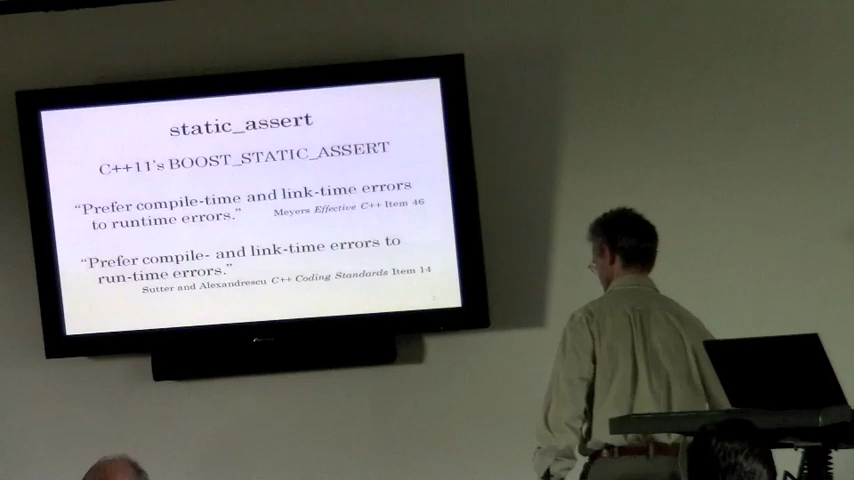 static_assert
C++11's BOOST_STATIC_ASSERT
“Prefer compile-time and link-time errors
to runtime errors.” Meyers Effective C++ Item 46
“Prefer compile- and link-time errors to
run-time errors.”
Sutter and Alexandrescu C++ Coding Standards Item 14